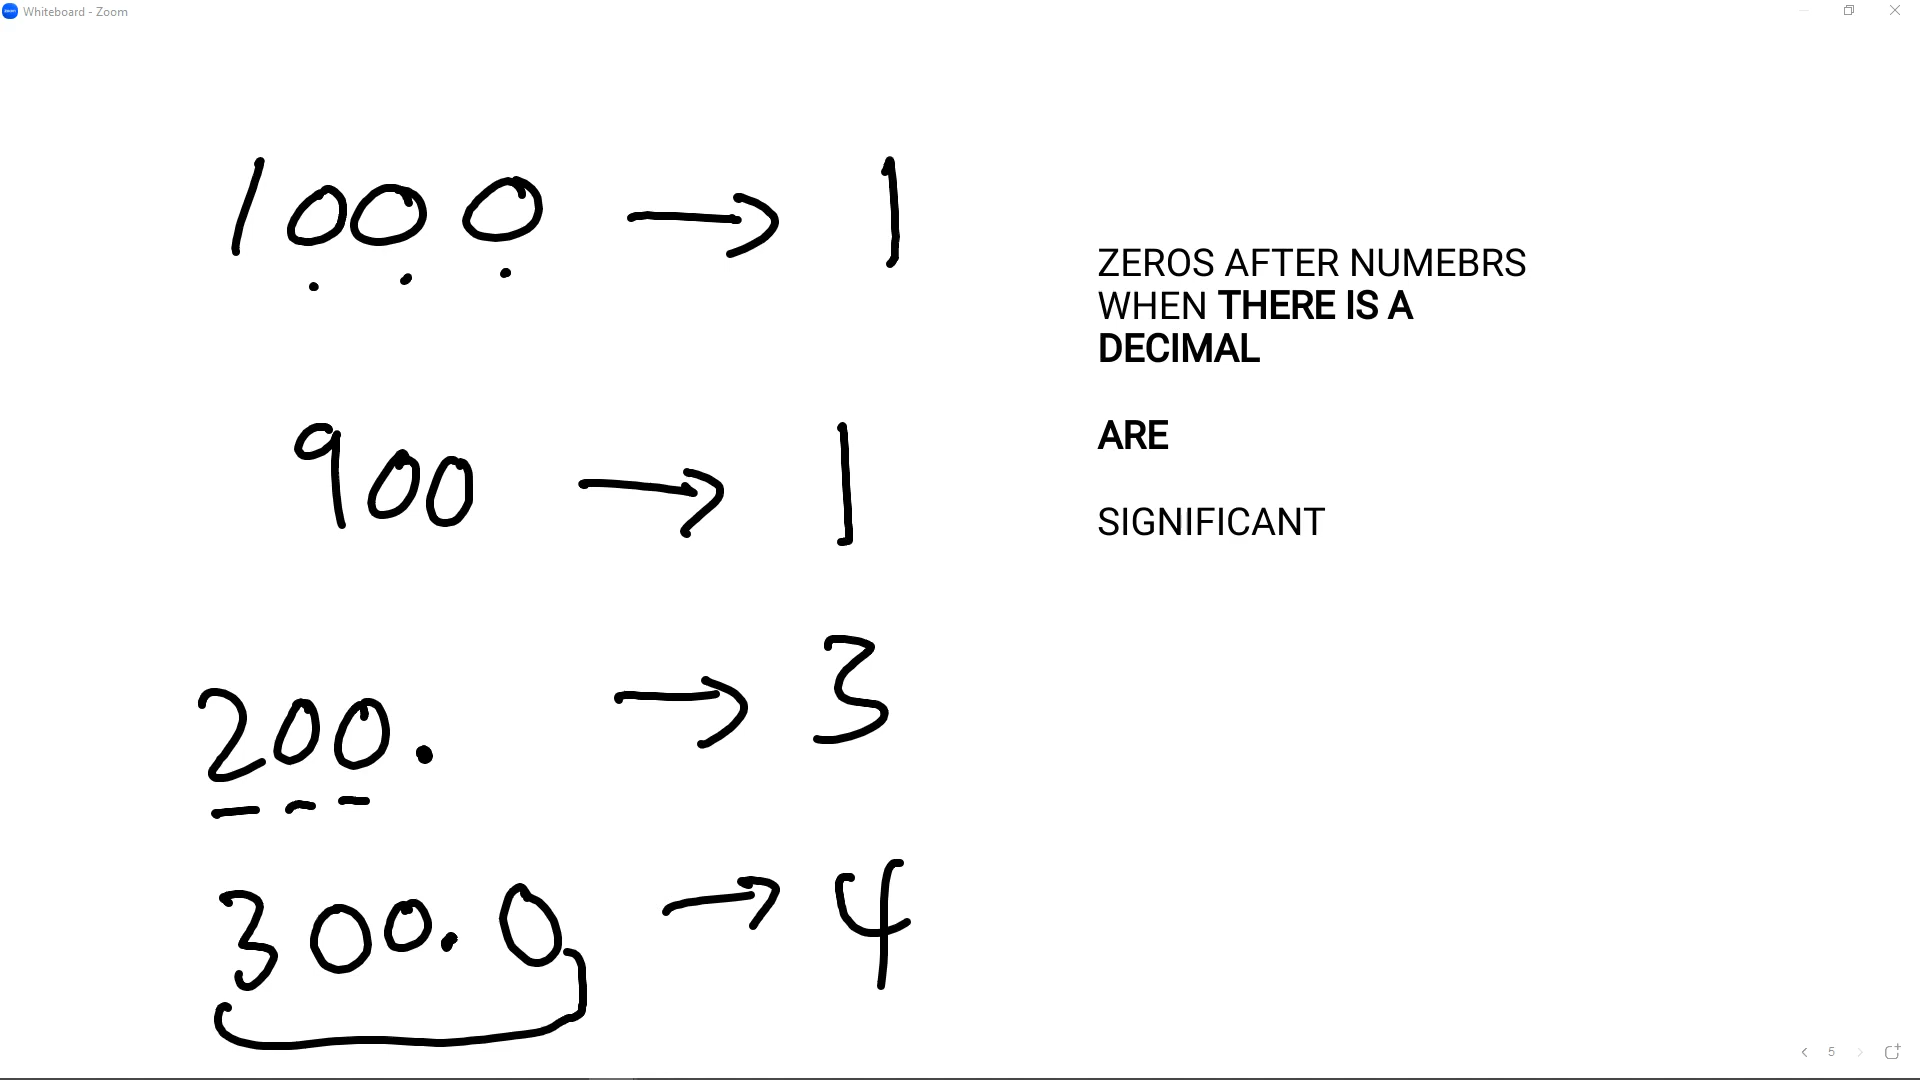 Whiteboard - Zoom
1000 → 1
ZEROS AFTER NUMEBRS
WHEN THERE IS A
DECIMAL
ARE
SIGNIFICANT
900 → 1
200. → 3
300.0 → 4
5